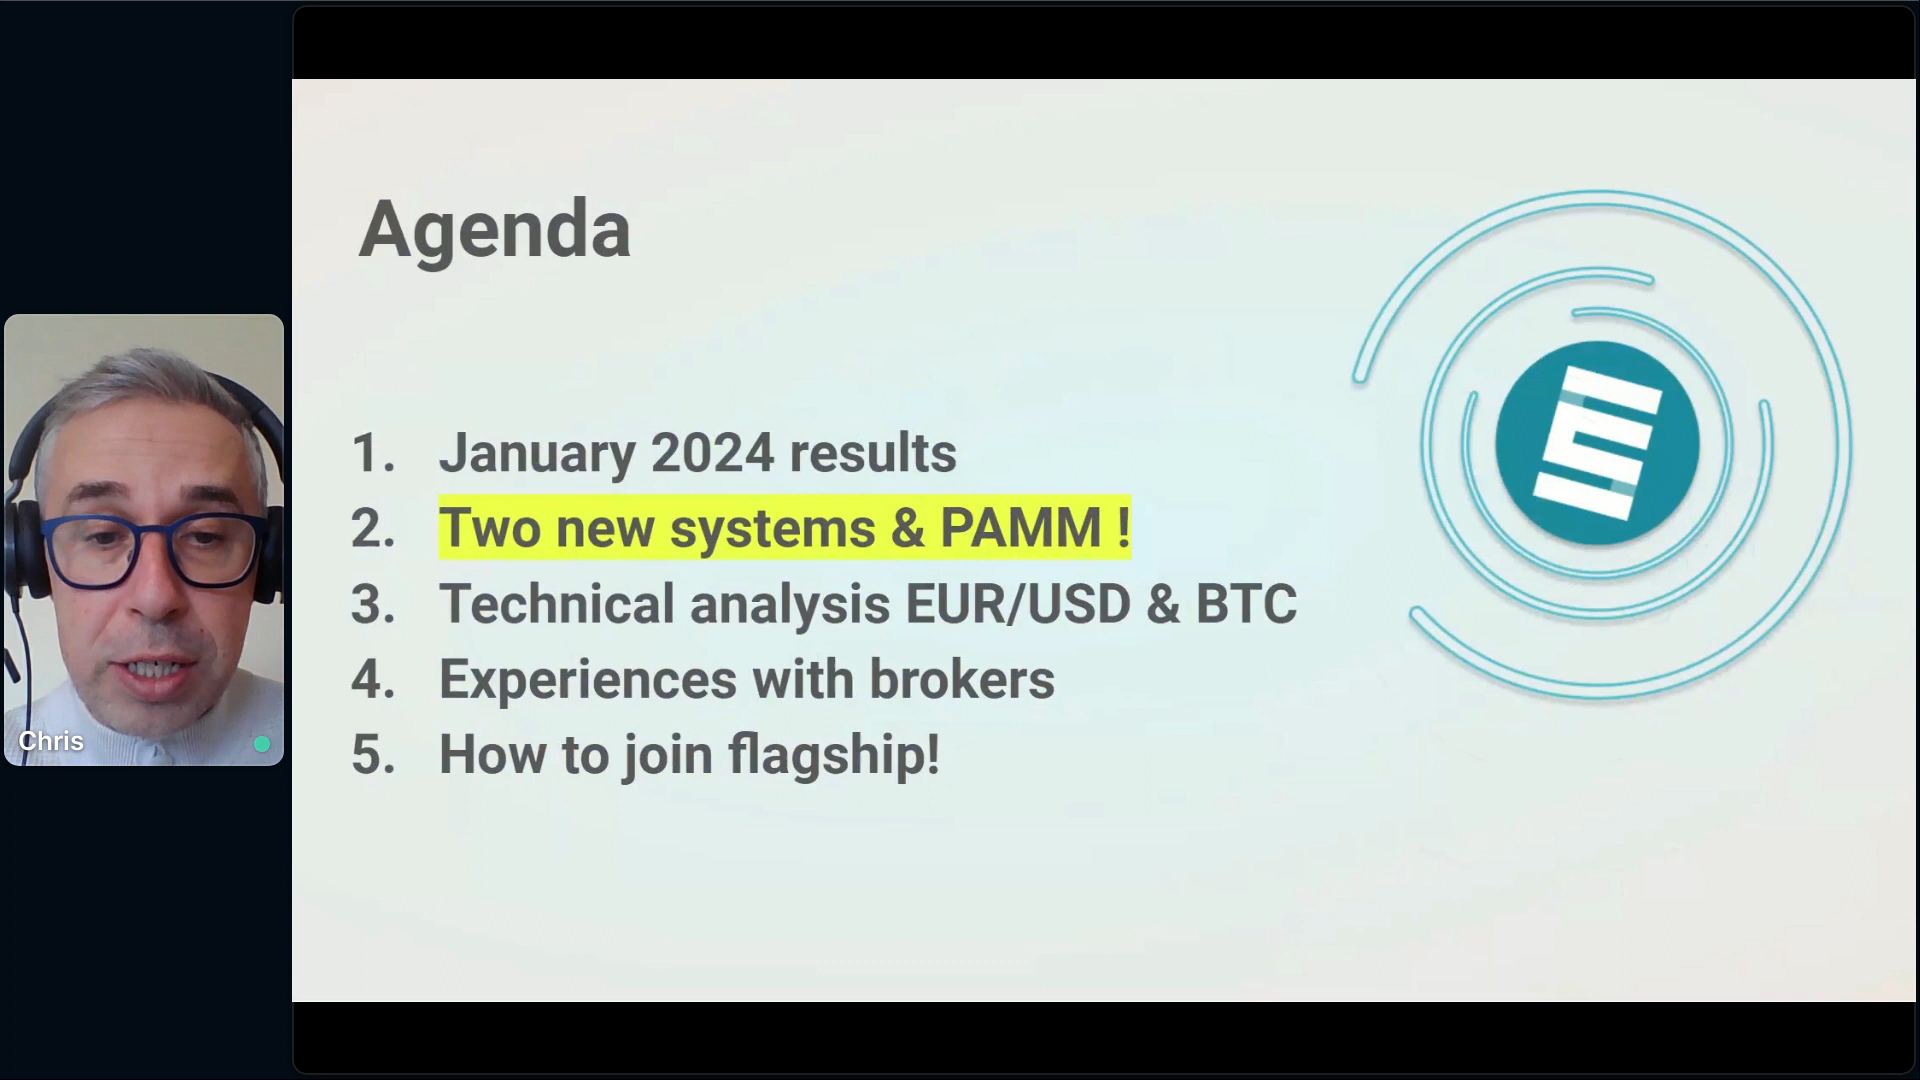 Agenda
1. January 2024 results
2. Two new systems & PAMM !
3. Technical analysis EUR/USD & BTC
4. Experiences with brokers
5. How to join flagship!
Chris